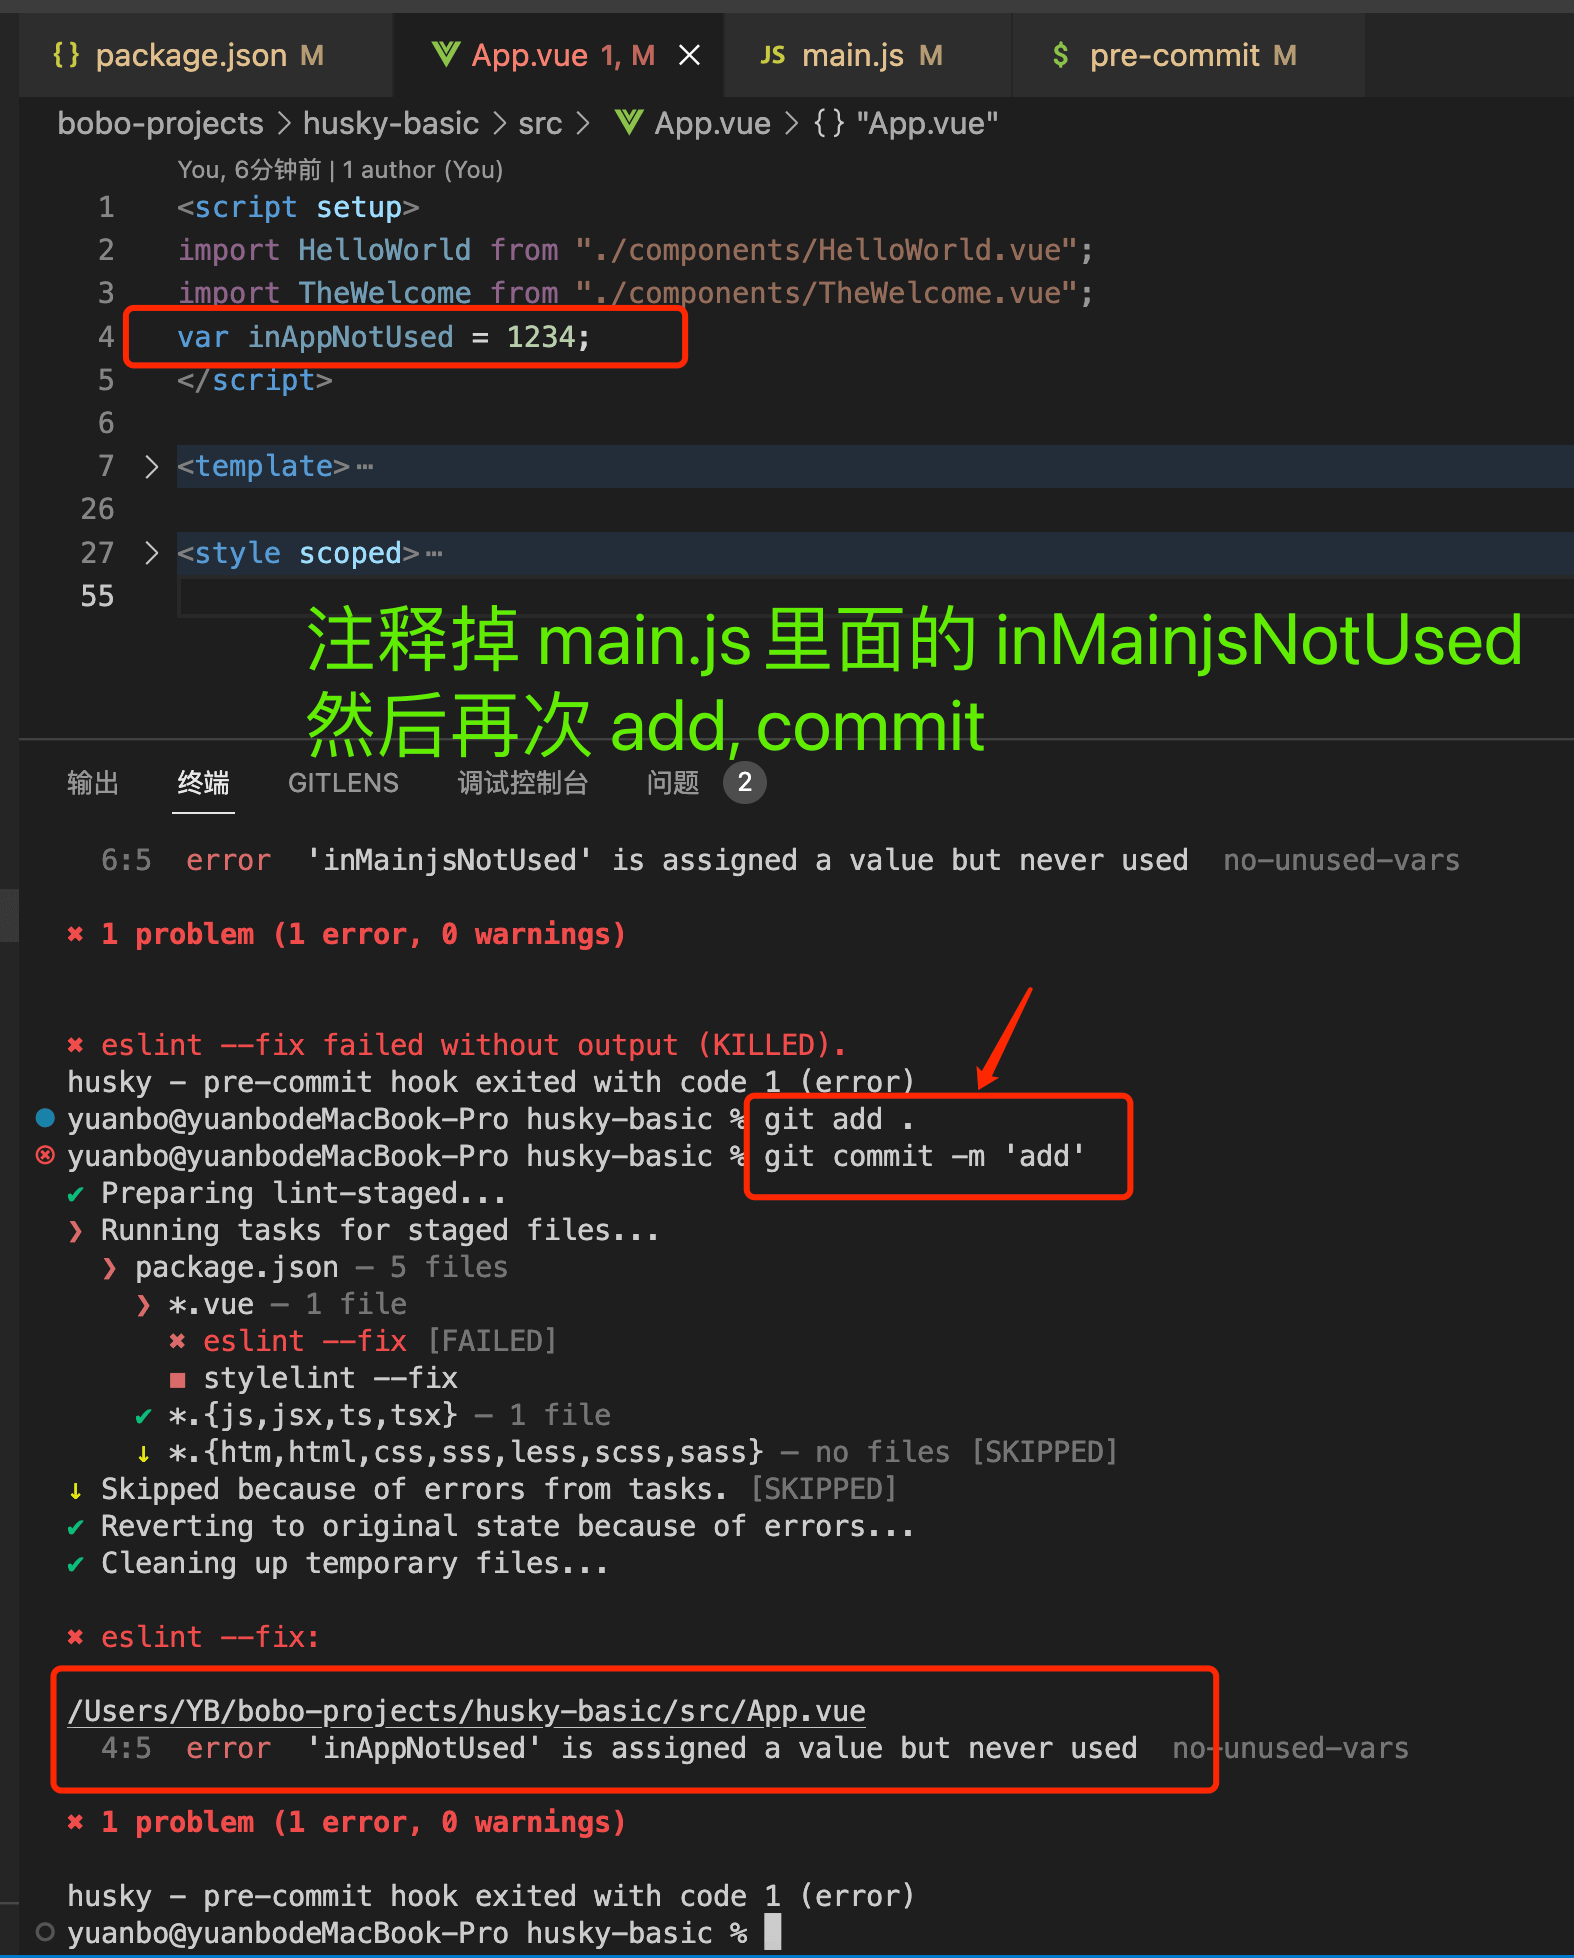 {} package.json M
App.vue 1, M
JS main.js M
$ pre-commit M
bobo-projects > husky-basic > src > App.vue > {} "App.vue"
You, 6分钟前 | 1 author (You)
1 <script setup>
2 import HelloWorld from "./components/HelloWorld.vue";
3 import TheWelcome from "./components/TheWelcome.vue";
4 var inAppNotUsed = 1234;
5 </script>
6
7 > <template>⋯
26
27 > <style scoped>⋯
55
注释掉 main.js 里面的 inMainjsNotUsed
然后再次 add, commit
输出 终端 GITLENS 调试控制台 问题 2
6:5 error 'inMainjsNotUsed' is assigned a value but never used no-unused-vars
✖ 1 problem (1 error, 0 warnings)
✖ eslint --fix failed without output (KILLED).
husky - pre-commit hook exited with code 1 (error)
yuanbo@yuanbodeMacBook-Pro husky-basic % git add .
yuanbo@yuanbodeMacBook-Pro husky-basic % git commit -m 'add'
✔ Preparing lint-staged...
❯ Running tasks for staged files...
❯ package.json — 5 files
❯ *.vue — 1 file
✖ eslint --fix [FAILED]
■ stylelint --fix
✔ *.{js,jsx,ts,tsx} — 1 file
↓ *.{htm,html,css,sss,less,scss,sass} — no files [SKIPPED]
↓ Skipped because of errors from tasks. [SKIPPED]
✔ Reverting to original state because of errors...
✔ Cleaning up temporary files...
✖ eslint --fix:
/Users/YB/bobo-projects/husky-basic/src/App.vue
4:5 error 'inAppNotUsed' is assigned a value but never used no-unused-vars
✖ 1 problem (1 error, 0 warnings)
husky - pre-commit hook exited with code 1 (error)
yuanbo@yuanbodeMacBook-Pro husky-basic %